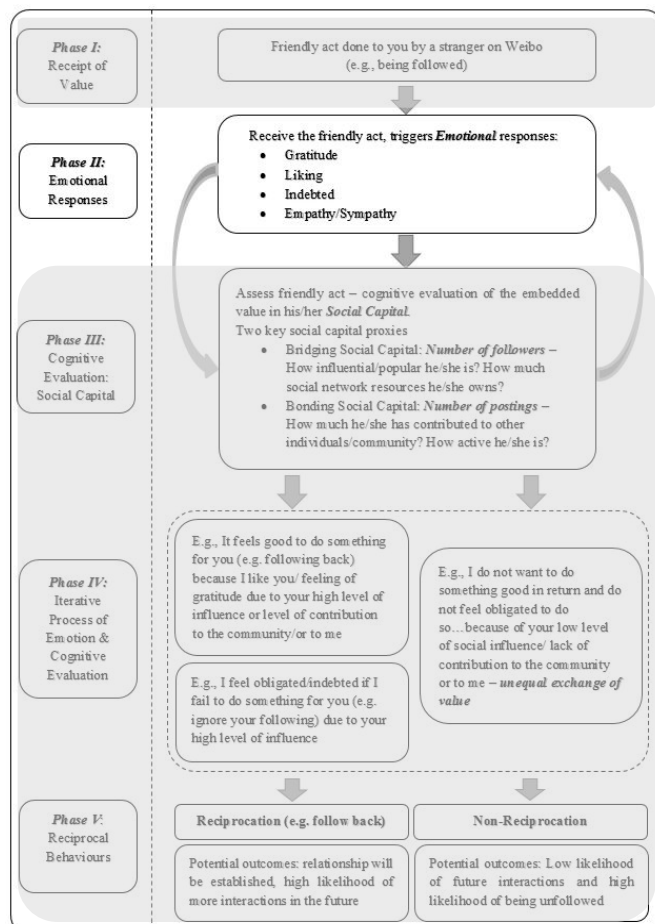 Phase I:
Receipt of
Value
Friendly act done to you by a stranger on Weibo
(e.g., being followed)
Phase II:
Emotional
Responses
Receive the friendly act, triggers Emotional responses:
• Gratitude
• Liking
• Indebted
• Empathy/Sympathy
Phase III:
Cognitive
Evaluation:
Social Capital
Assess friendly act – cognitive evaluation of the embedded
value in his/her Social Capital.
Two key social capital proxies
• Bridging Social Capital: Number of followers –
How influential/popular he/she is? How much
social network resources he/she owns?
• Bonding Social Capital: Number of postings –
How much he/she has contributed to other
individuals/community? How active he/she is?
Phase IV:
Iterative
Process of
Emotion &
Cognitive
Evaluation
E.g., It feels good to do something
for you (e.g. following back)
because I like you/ feeling of
gratitude due to your high level of
influence or level of contribution
to the community/or to me
E.g., I feel obligated/indebted if I
fail to do something for you (e.g.
ignore your following) due to your
high level of influence
E.g., I do not want to do
something good in return and do
not feel obligated to do
so…because of your low level
of social influence/ lack of
contribution to the community
or to me – unequal exchange of
value
Phase V:
Reciprocal
Behaviours
Reciprocation (e.g. follow back)
Potential outcomes: relationship will
be established, high likelihood of
more interactions in the future
Non-Reciprocation
Potential outcomes: Low likelihood
of future interactions and high
likelihood of being unfollowed